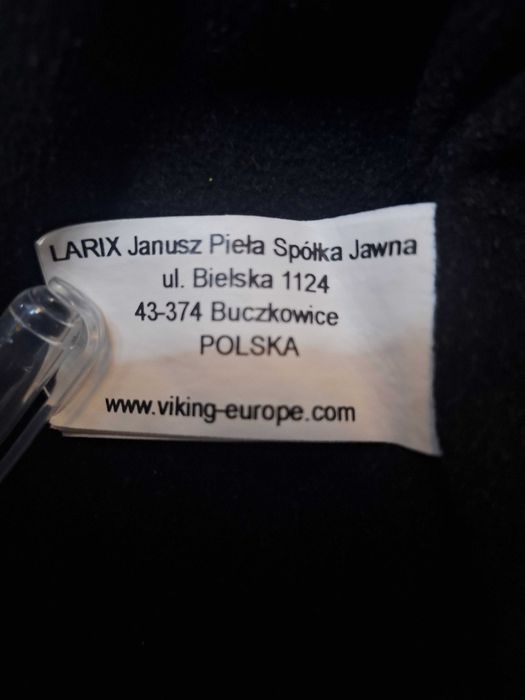 LARIX Janusz Pieła Spółka Jawna
ul. Bielska 1124
43-374 Buczkowice
POLSKA
www.viking-europe.com